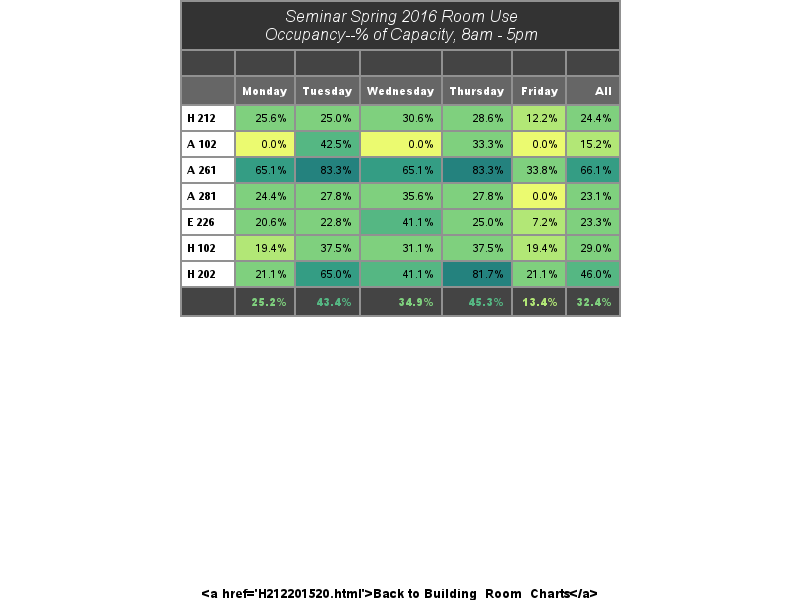 Seminar Spring 2016 Room Use
Occupancy--% of Capacity, 8am - 5pm
Monday Tuesday Wednesday Thursday Friday All
H 212 25.6% 25.0% 30.6% 28.6% 12.2% 24.4%
A 102 0.0% 42.5% 0.0% 33.3% 0.0% 15.2%
A 261 65.1% 83.3% 65.1% 83.3% 33.8% 66.1%
A 281 24.4% 27.8% 35.6% 27.8% 0.0% 23.1%
E 226 20.6% 22.8% 41.1% 25.0% 7.2% 23.3%
H 102 19.4% 37.5% 31.1% 37.5% 19.4% 29.0%
H 202 21.1% 65.0% 41.1% 81.7% 21.1% 46.0%
25.2% 43.4% 34.9% 45.3% 13.4% 32.4%
<a href='H212201520.html'>Back to Building_Room_Charts</a>